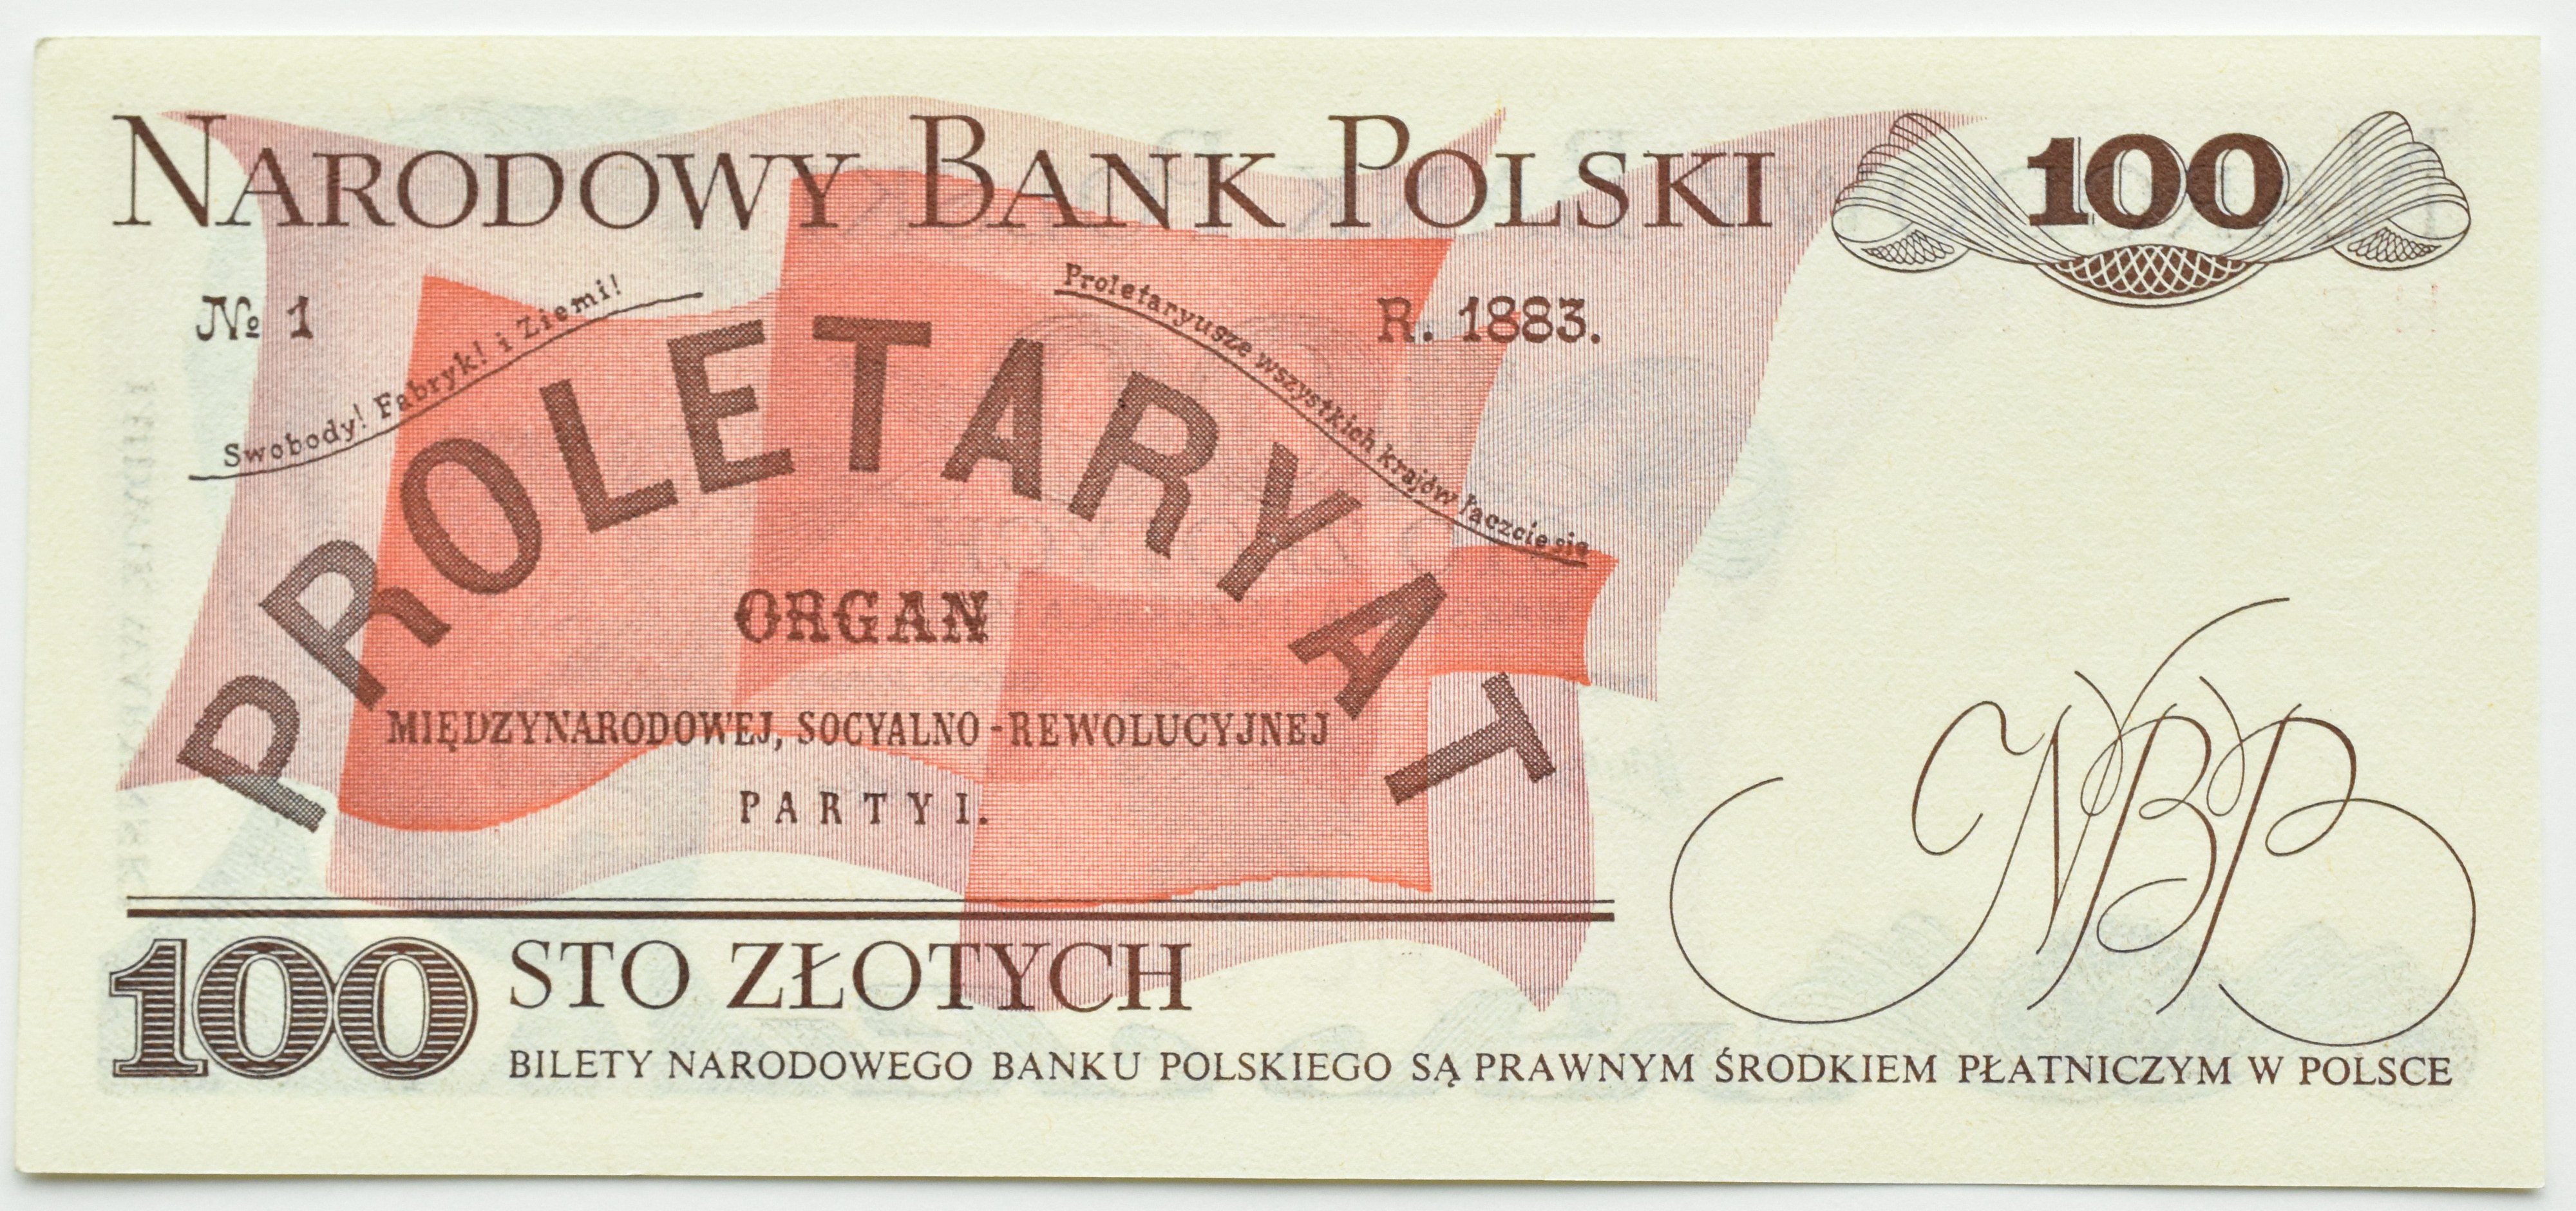 NARODOWY BANK POLSKI
100
№ 1
R. 1883.
Swobody! Fabryk! i Ziemi!
Proletaryusze wszystkich krajów łączcie się
PROLETARYAT
ORGAN
MIĘDZYNARODOWEJ, SOCYALNO-REWOLUCYJNEJ
PARTYI.
NBP
100 STO ZŁOTYCH
BILETY NARODOWEGO BANKU POLSKIEGO SĄ PRAWNYM ŚRODKIEM PŁATNICZYM W POLSCE